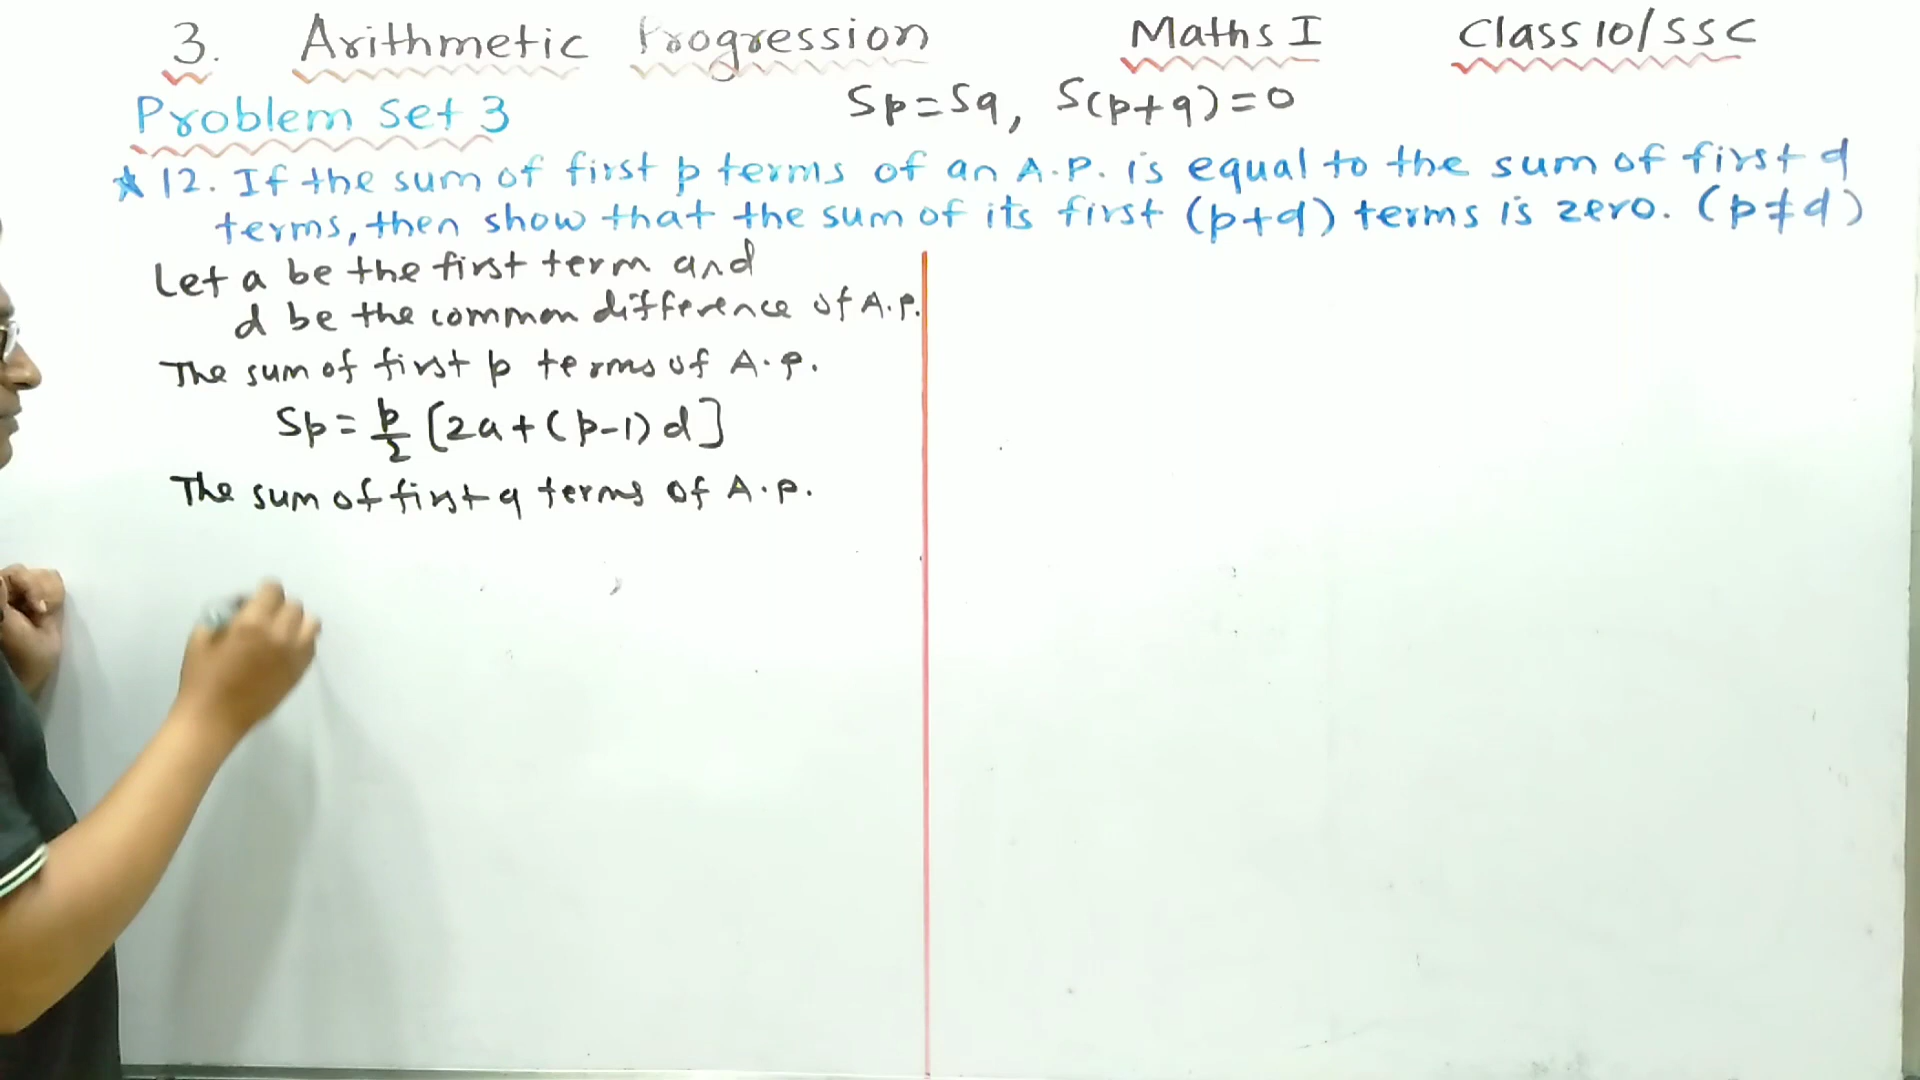 3. Arithmetic Progression Maths I Class 10/SSC
Problem Set 3
Sp=Sq, S(p+q)=0
* 12. If the sum of first p terms of an A.P. is equal to the sum of first q
terms, then show that the sum of its first (p+q) terms is zero. (p≠q)
Let a be the first term and
d be the common difference of A.P.
The sum of first p terms of A.P.
Sp = p/2 [2a+(p-1)d]
The sum of first q terms of A.P.